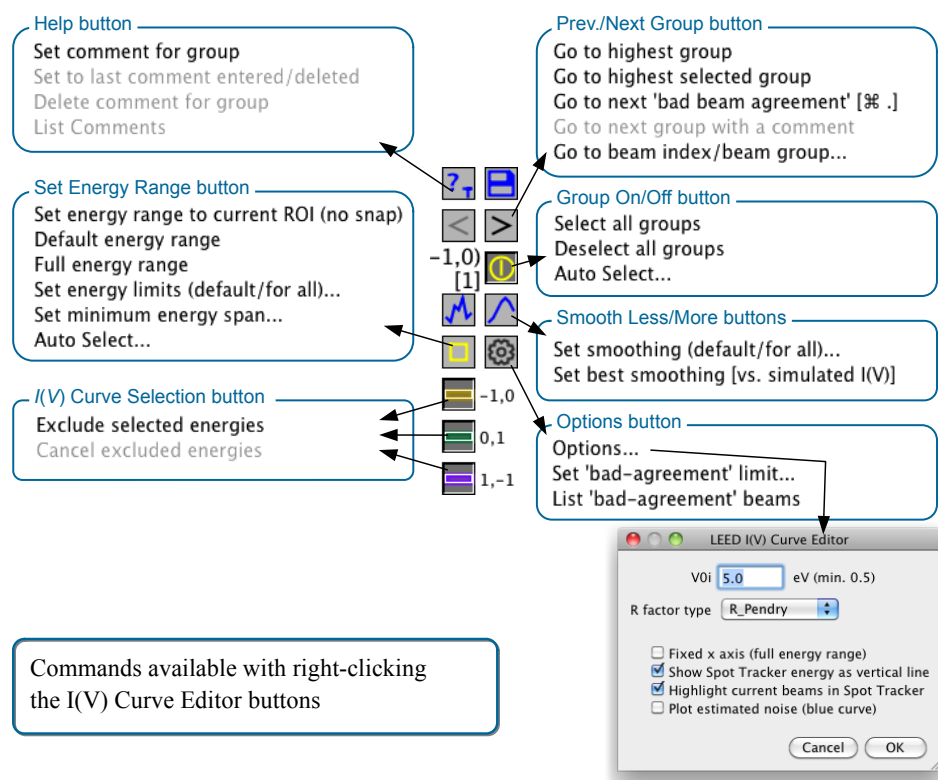 Help button
Set comment for group
Set to last comment entered/deleted
Delete comment for group
List Comments
Set Energy Range button
Set energy range to current ROI (no snap)
Default energy range
Full energy range
Set energy limits (default/for all)...
Set minimum energy span...
Auto Select...
I(V) Curve Selection button
Exclude selected energies
Cancel excluded energies
?T
<
>
-1,0)
[1]
-1,0
0,1
1,-1
Prev./Next Group button
Go to highest group
Go to highest selected group
Go to next 'bad beam agreement' [⌘ .]
Go to next group with a comment
Go to beam index/beam group...
Group On/Off button
Select all groups
Deselect all groups
Auto Select...
Smooth Less/More buttons
Set smoothing (default/for all)...
Set best smoothing [vs. simulated I(V)]
Options button
Options...
Set 'bad-agreement' limit...
List 'bad-agreement' beams
LEED I(V) Curve Editor
V0i 5.0 eV (min. 0.5)
R factor type R_Pendry
Fixed x axis (full energy range)
Show Spot Tracker energy as vertical line
Highlight current beams in Spot Tracker
Plot estimated noise (blue curve)
Cancel OK
Commands available with right-clicking
the I(V) Curve Editor buttons